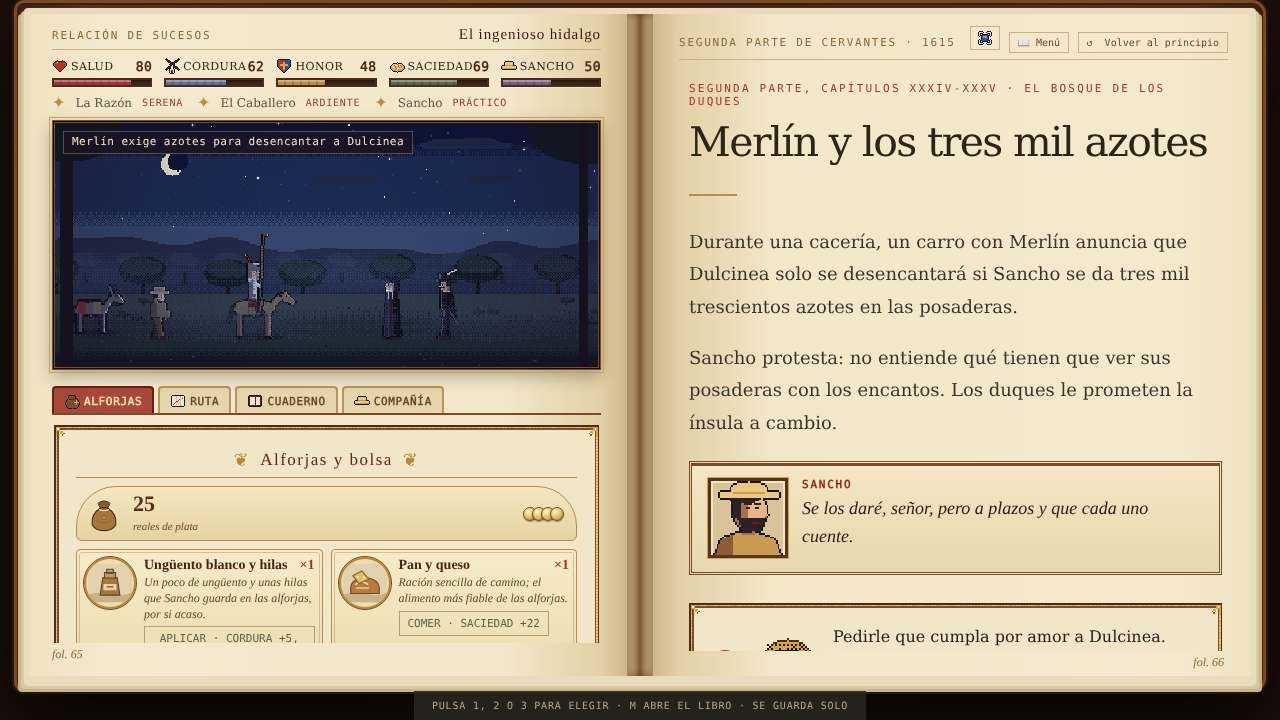 RELACIÓN DE SUCESOS
El ingenioso hidalgo
SALUD 80
CORDURA 62
HONOR 48
SACIEDAD 69
SANCHO 50
La Razón SERENA
El Caballero ARDIENTE
Sancho PRÁCTICO
Merlín exige azotes para desencantar a Dulcinea
ALFORJAS
RUTA
CUADERNO
COMPAÑÍA
Alforjas y bolsa
25
reales de plata
Ungüento blanco y hilas ×1
Un poco de ungüento y unas hilas
que Sancho guarda en las alforjas,
por si acaso.
APLICAR · CORDURA +5,
Pan y queso ×1
Ración sencilla de camino; el
alimento más fiable de las alforjas.
COMER · SACIEDAD +22
fol. 65
SEGUNDA PARTE DE CERVANTES · 1615
Menú
↺ Volver al principio
SEGUNDA PARTE, CAPÍTULOS XXXIV-XXXV · EL BOSQUE DE LOS
DUQUES
Merlín y los tres mil azotes
Durante una cacería, un carro con Merlín anuncia que
Dulcinea solo se desencantará si Sancho se da tres mil
trescientos azotes en las posaderas.
Sancho protesta: no entiende qué tienen que ver sus
posaderas con los encantos. Los duques le prometen la
ínsula a cambio.
SANCHO
Se los daré, señor, pero a plazos y que cada uno
cuente.
Pedirle que cumpla por amor a Dulcinea.
fol. 66
PULSA 1, 2 O 3 PARA ELEGIR · M ABRE EL LIBRO · SE GUARDA SOLO